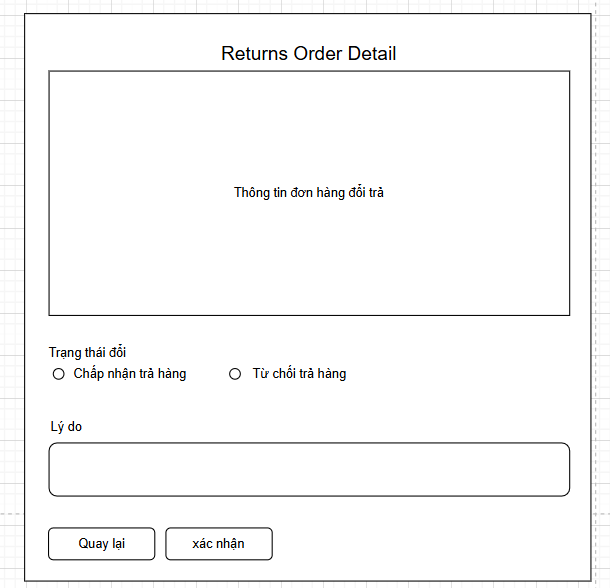 Returns Order Detail
Thông tin đơn hàng đổi trả
Trạng thái đổi
Chấp nhận trả hàng
Từ chối trả hàng
Lý do
Quay lại
xác nhận